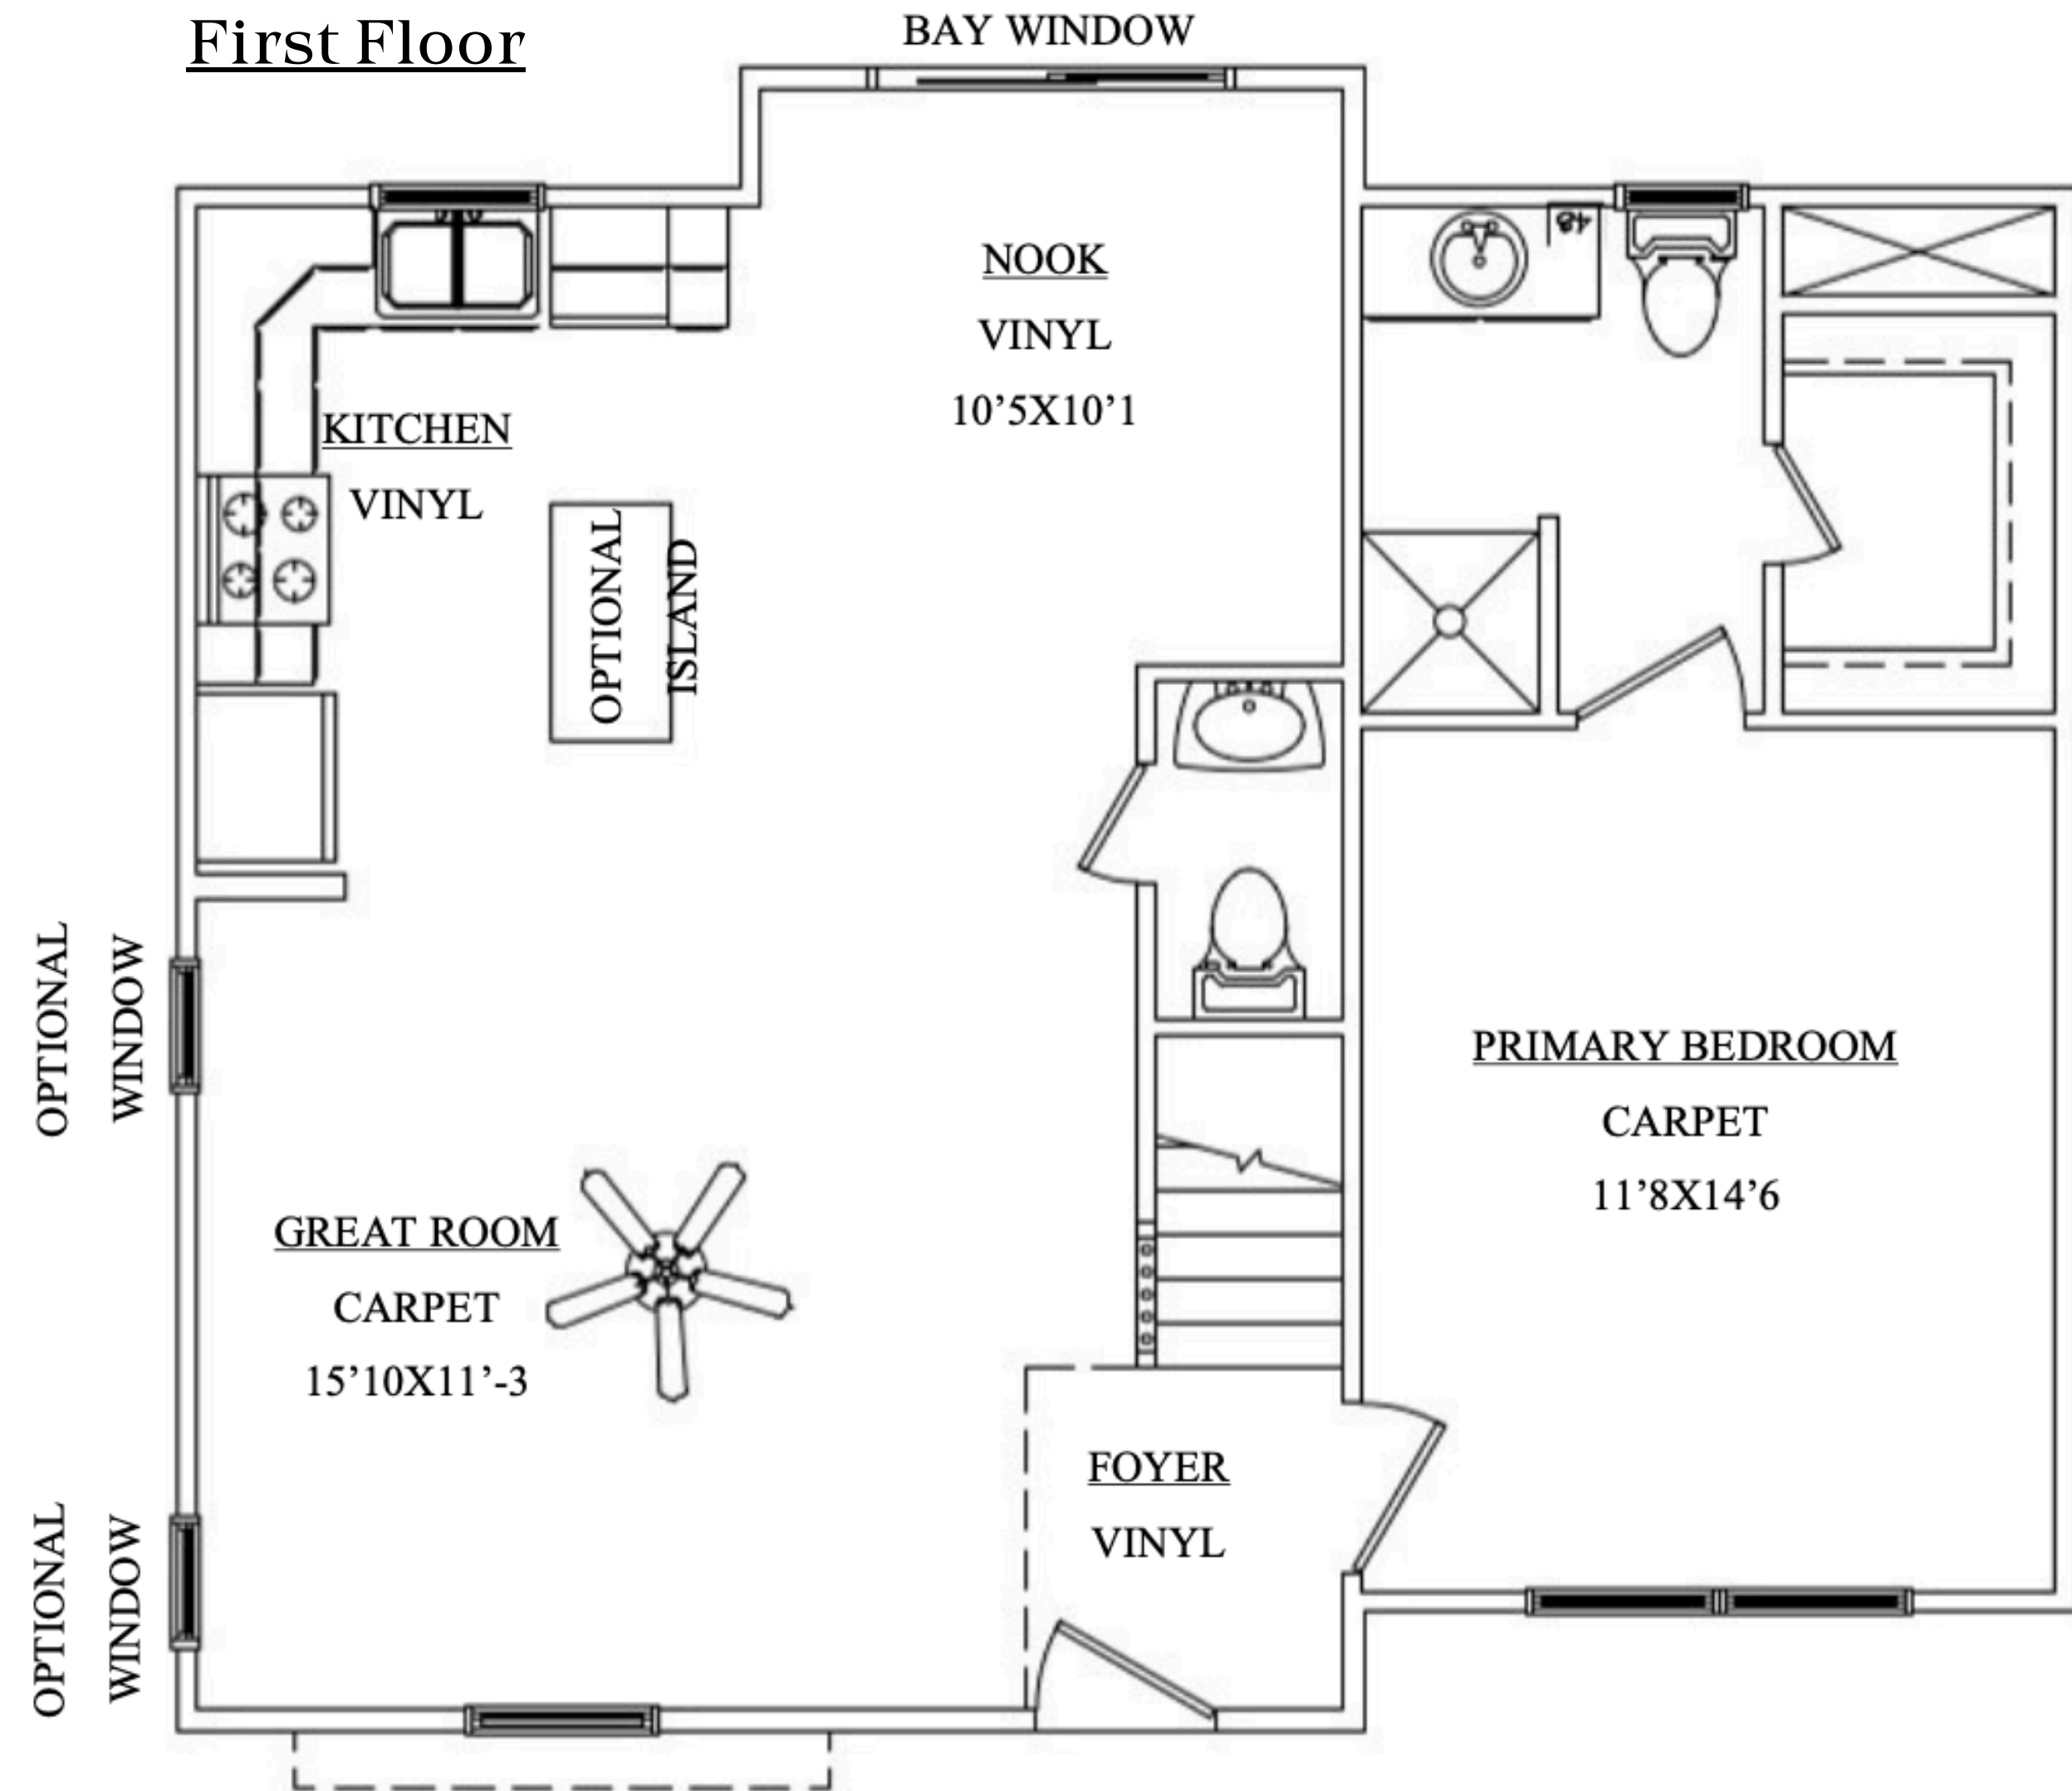 First Floor
BAY WINDOW
NOOK
VINYL
10’5X10’1
48
KITCHEN
VINYL
OPTIONAL
ISLAND
OPTIONAL
WINDOW
PRIMARY BEDROOM
CARPET
11’8X14’6
GREAT ROOM
CARPET
15’10X11’-3
FOYER
VINYL
OPTIONAL
WINDOW